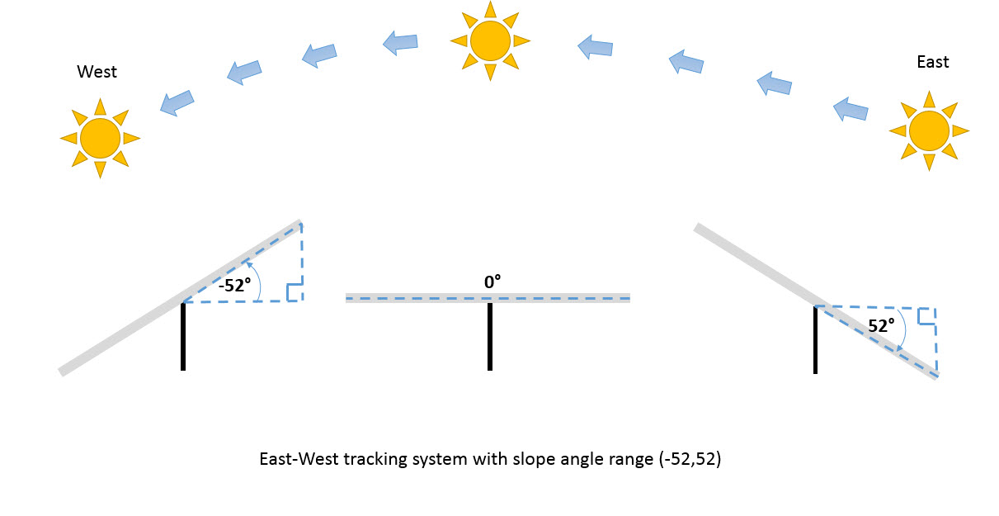 West
East
-52°
0°
52°
East-West tracking system with slope angle range (-52,52)